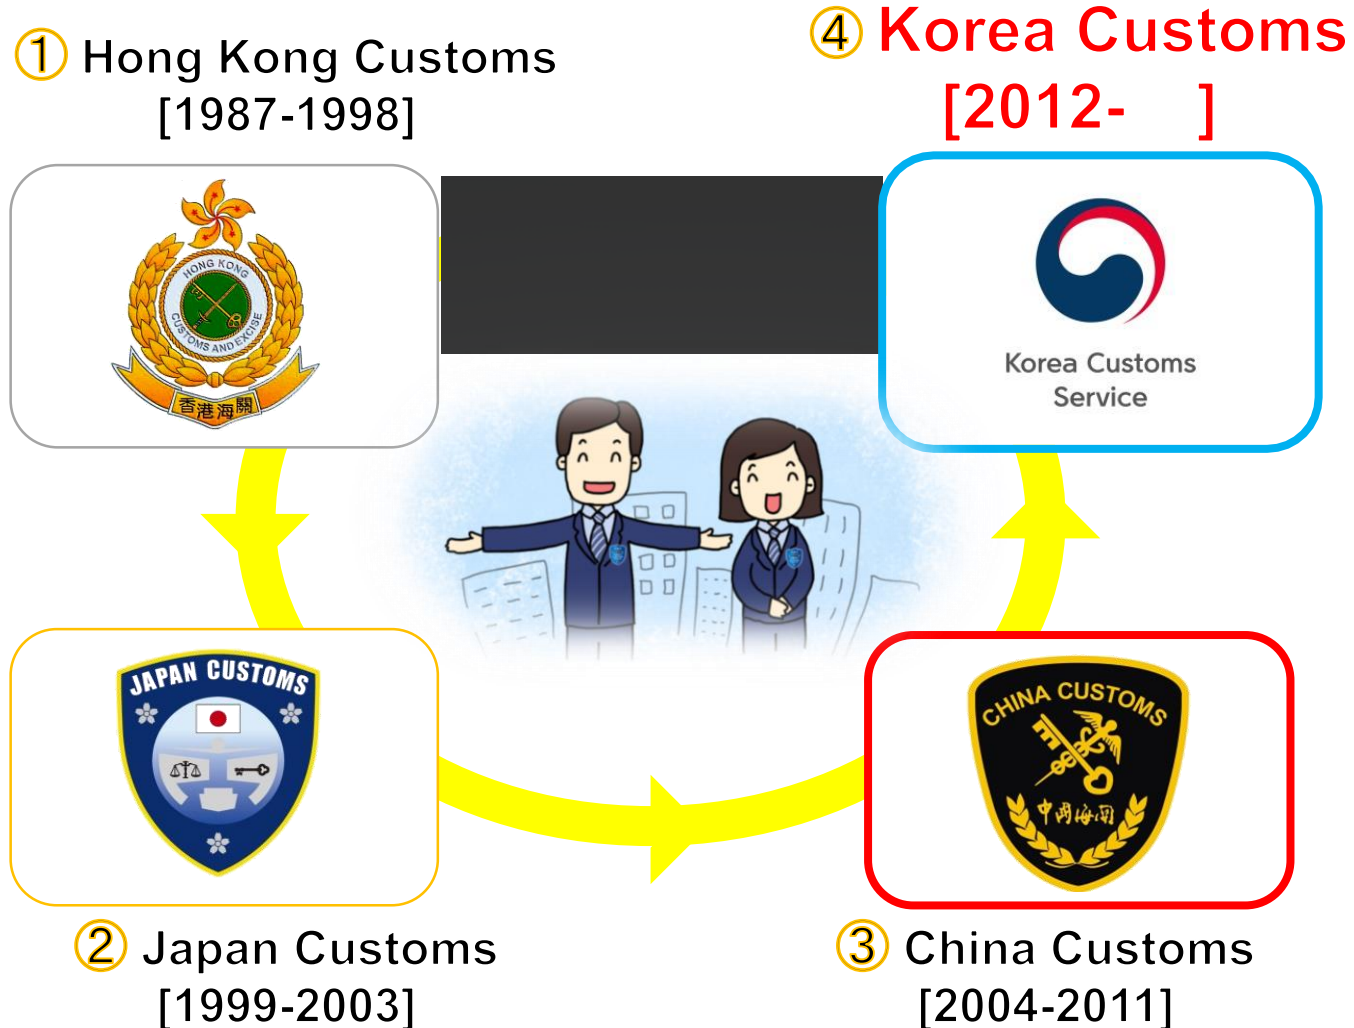 ① Hong Kong Customs
[1987-1998]
④ Korea Customs
[2012- ]
HONG KONG
CUSTOMS AND EXCISE
香港海關
Korea Customs
Service
JAPAN CUSTOMS
CHINA CUSTOMS
中国海关
② Japan Customs
[1999-2003]
③ China Customs
[2004-2011]